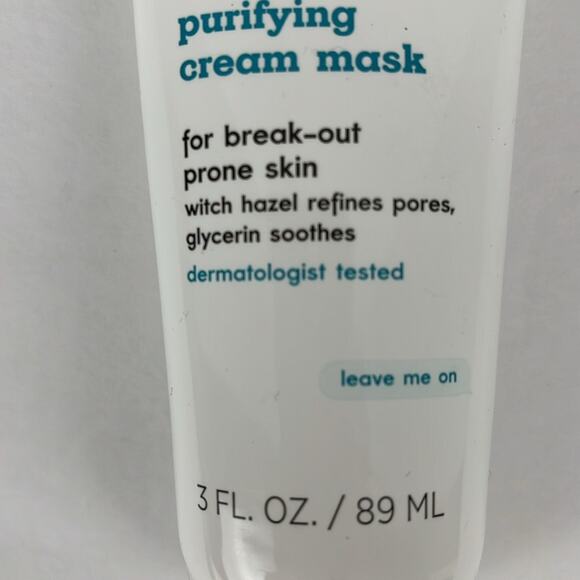 purifying
cream mask
for break-out
prone skin
witch hazel refines pores,
glycerin soothes
dermatologist tested
leave me on
3 FL. OZ. / 89 ML